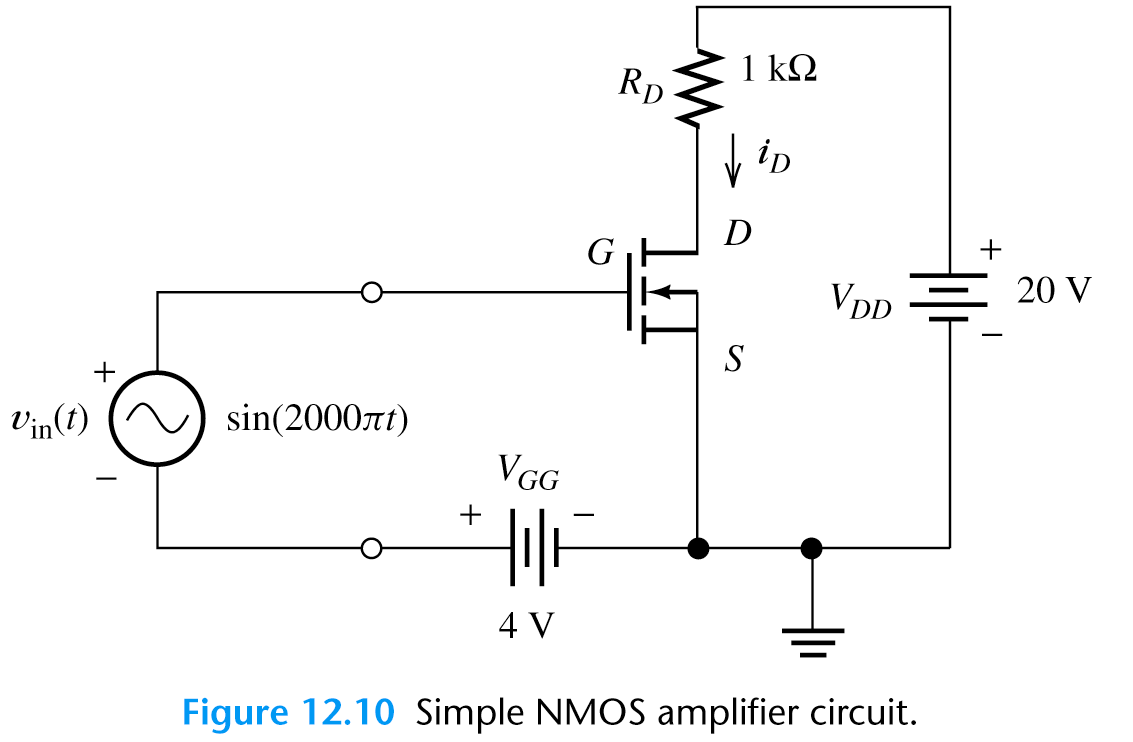 R_D 1 kΩ
i_D
D
G
S
+
V_DD 20 V
−
+
v_in(t) sin(2000πt)
−
V_GG
+ −
4 V
Figure 12.10 Simple NMOS amplifier circuit.